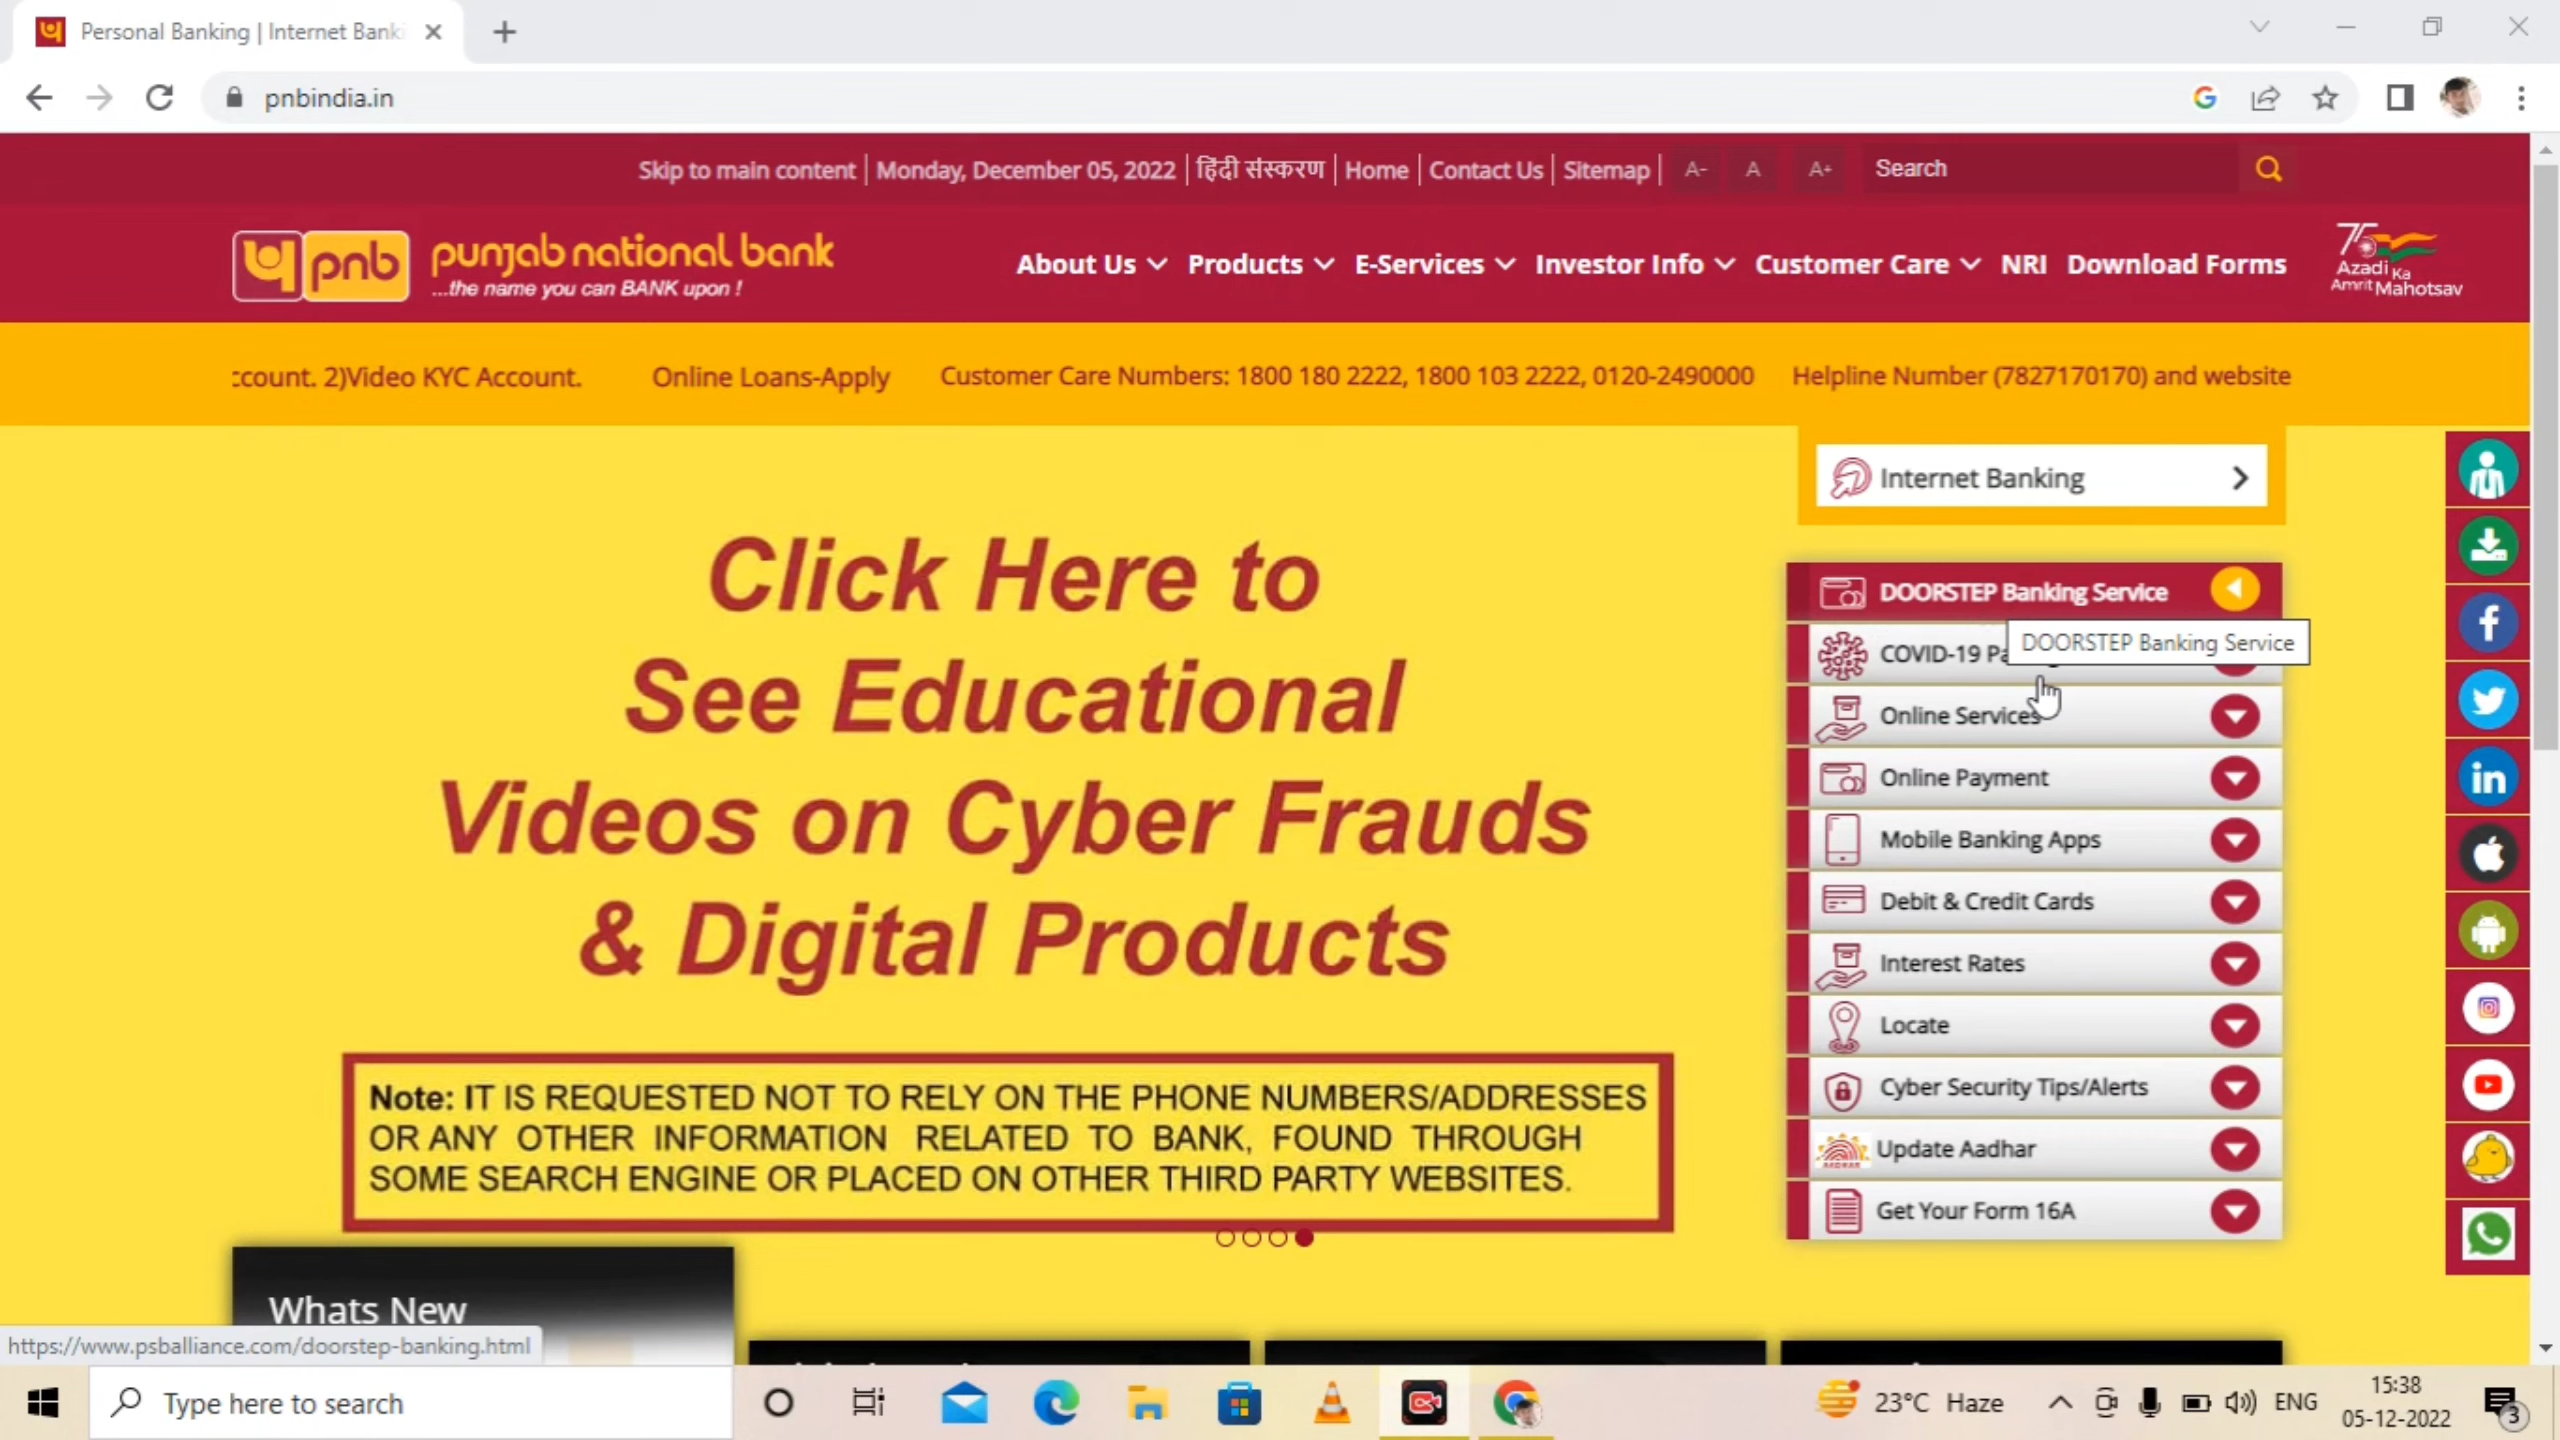 Personal Banking | Internet Banki
pnbindia.in
Skip to main content | Monday, December 05, 2022 | हिंदी संस्करण | Home | Contact Us | Sitemap | A- A A+ Search
पnb pnb punjab national bank
...the name you can BANK upon !
About Us Products E-Services Investor Info Customer Care NRI Download Forms
75
Azadi Ka
Amrit Mahotsav
ccount. 2)Video KYC Account. Online Loans-Apply Customer Care Numbers: 1800 180 2222, 1800 103 2222, 0120-2490000 Helpline Number (7827170170) and website
Internet Banking
Click Here to
See Educational
Videos on Cyber Frauds
& Digital Products
Note: IT IS REQUESTED NOT TO RELY ON THE PHONE NUMBERS/ADDRESSES
OR ANY OTHER INFORMATION RELATED TO BANK, FOUND THROUGH
SOME SEARCH ENGINE OR PLACED ON OTHER THIRD PARTY WEBSITES.
DOORSTEP Banking Service
DOORSTEP Banking Service
COVID-19
Online Services
Online Payment
Mobile Banking Apps
Debit & Credit Cards
Interest Rates
Locate
Cyber Security Tips/Alerts
Update Aadhar
Get Your Form 16A
Whats New
https://www.psballiance.com/doorstep-banking.html
Type here to search
23°C Haze
ENG
15:38
05-12-2022
3